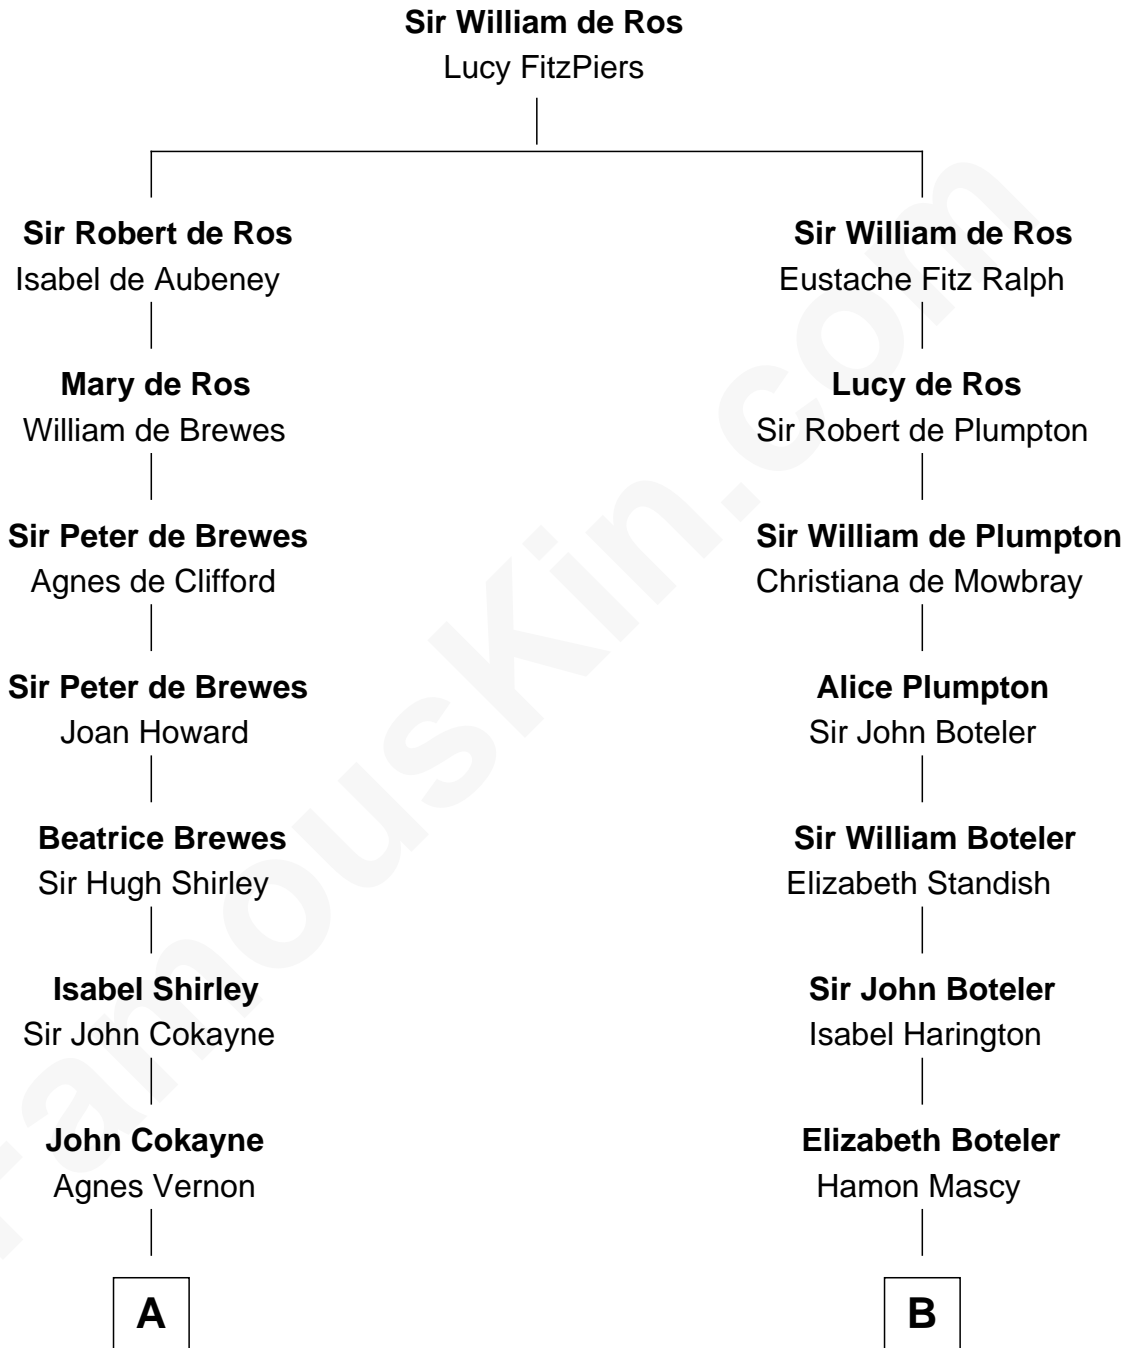 Sir William de Ros
Lucy FitzPiers
Sir Robert de Ros
Isabel de Aubeney
Mary de Ros
William de Brewes
Sir Peter de Brewes
Agnes de Clifford
Sir Peter de Brewes
Joan Howard
Beatrice Brewes
Sir Hugh Shirley
Isabel Shirley
Sir John Cokayne
John Cokayne
Agnes Vernon
A
Sir William de Ros
Eustache Fitz Ralph
Lucy de Ros
Sir Robert de Plumpton
Sir William de Plumpton
Christiana de Mowbray
Alice Plumpton
Sir John Boteler
Sir William Boteler
Elizabeth Standish
Sir John Boteler
Isabel Harington
Elizabeth Boteler
Hamon Mascy
B
FamousKin.com